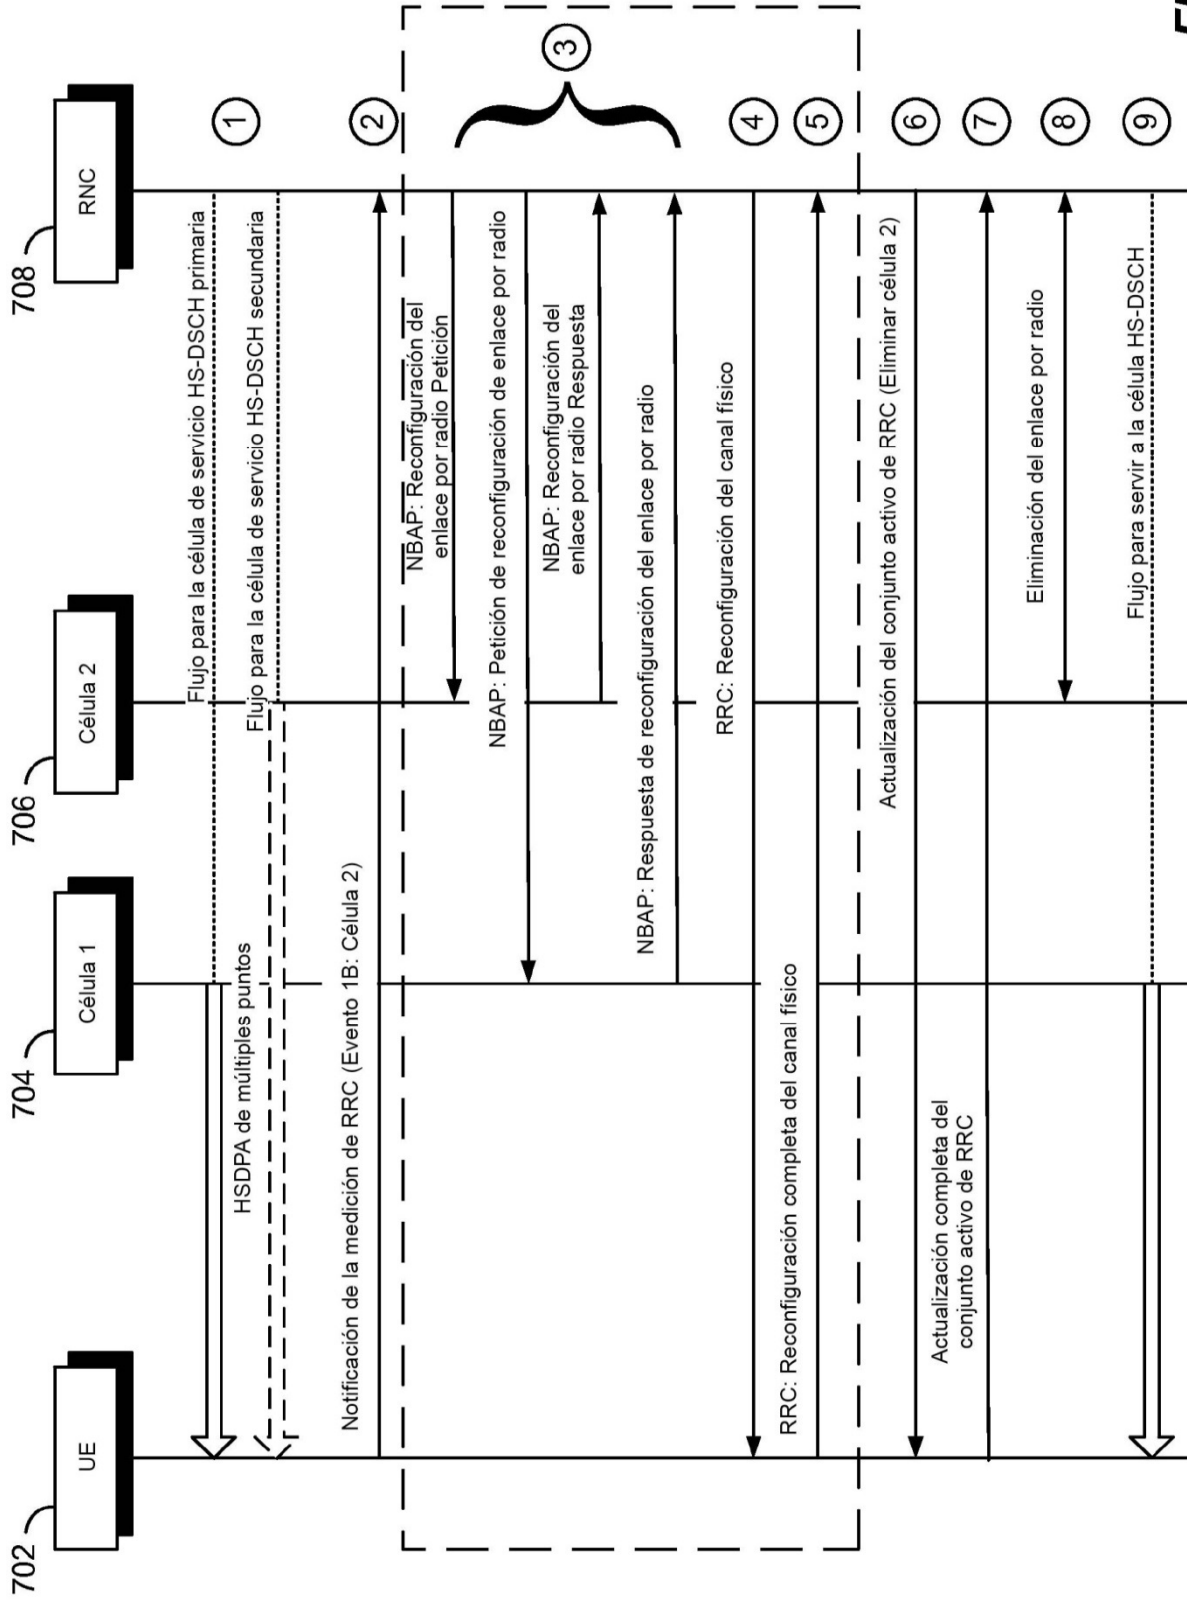 702
UE
704
Célula 1
706
Célula 2
708
RNC
Flujo para la célula de servicio HS-DSCH primaria
1
HSDPA de múltiples puntos
Flujo para la célula de servicio HS-DSCH secundaria
Notificación de la medición de RRC (Evento 1B: Célula 2)
2
NBAP: Reconfiguración del
enlace por radio Petición
NBAP: Petición de reconfiguración de enlace por radio
3
NBAP: Reconfiguración del
enlace por radio Respuesta
NBAP: Respuesta de reconfiguración del enlace por radio
RRC: Reconfiguración del canal físico
4
RRC: Reconfiguración completa del canal físico
5
Actualización del conjunto activo de RRC (Eliminar célula 2)
6
Actualización completa del
conjunto activo de RRC
7
Eliminación del enlace por radio
8
Flujo para servir a la célula HS-DSCH
9